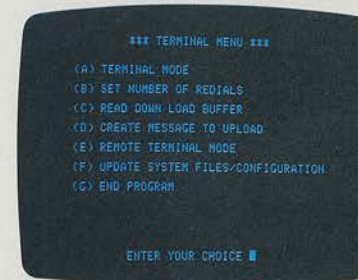 *** TERMINAL MENU ***
(A) TERMINAL MODE
(B) SET NUMBER OF REDIALS
(C) READ DOWN LOAD BUFFER
(D) CREATE MESSAGE TO UPLOAD
(E) REMOTE TERMINAL MODE
(F) UPDATE SYSTEM FILES/CONFIGURATION
(G) END PROGRAM
ENTER YOUR CHOICE